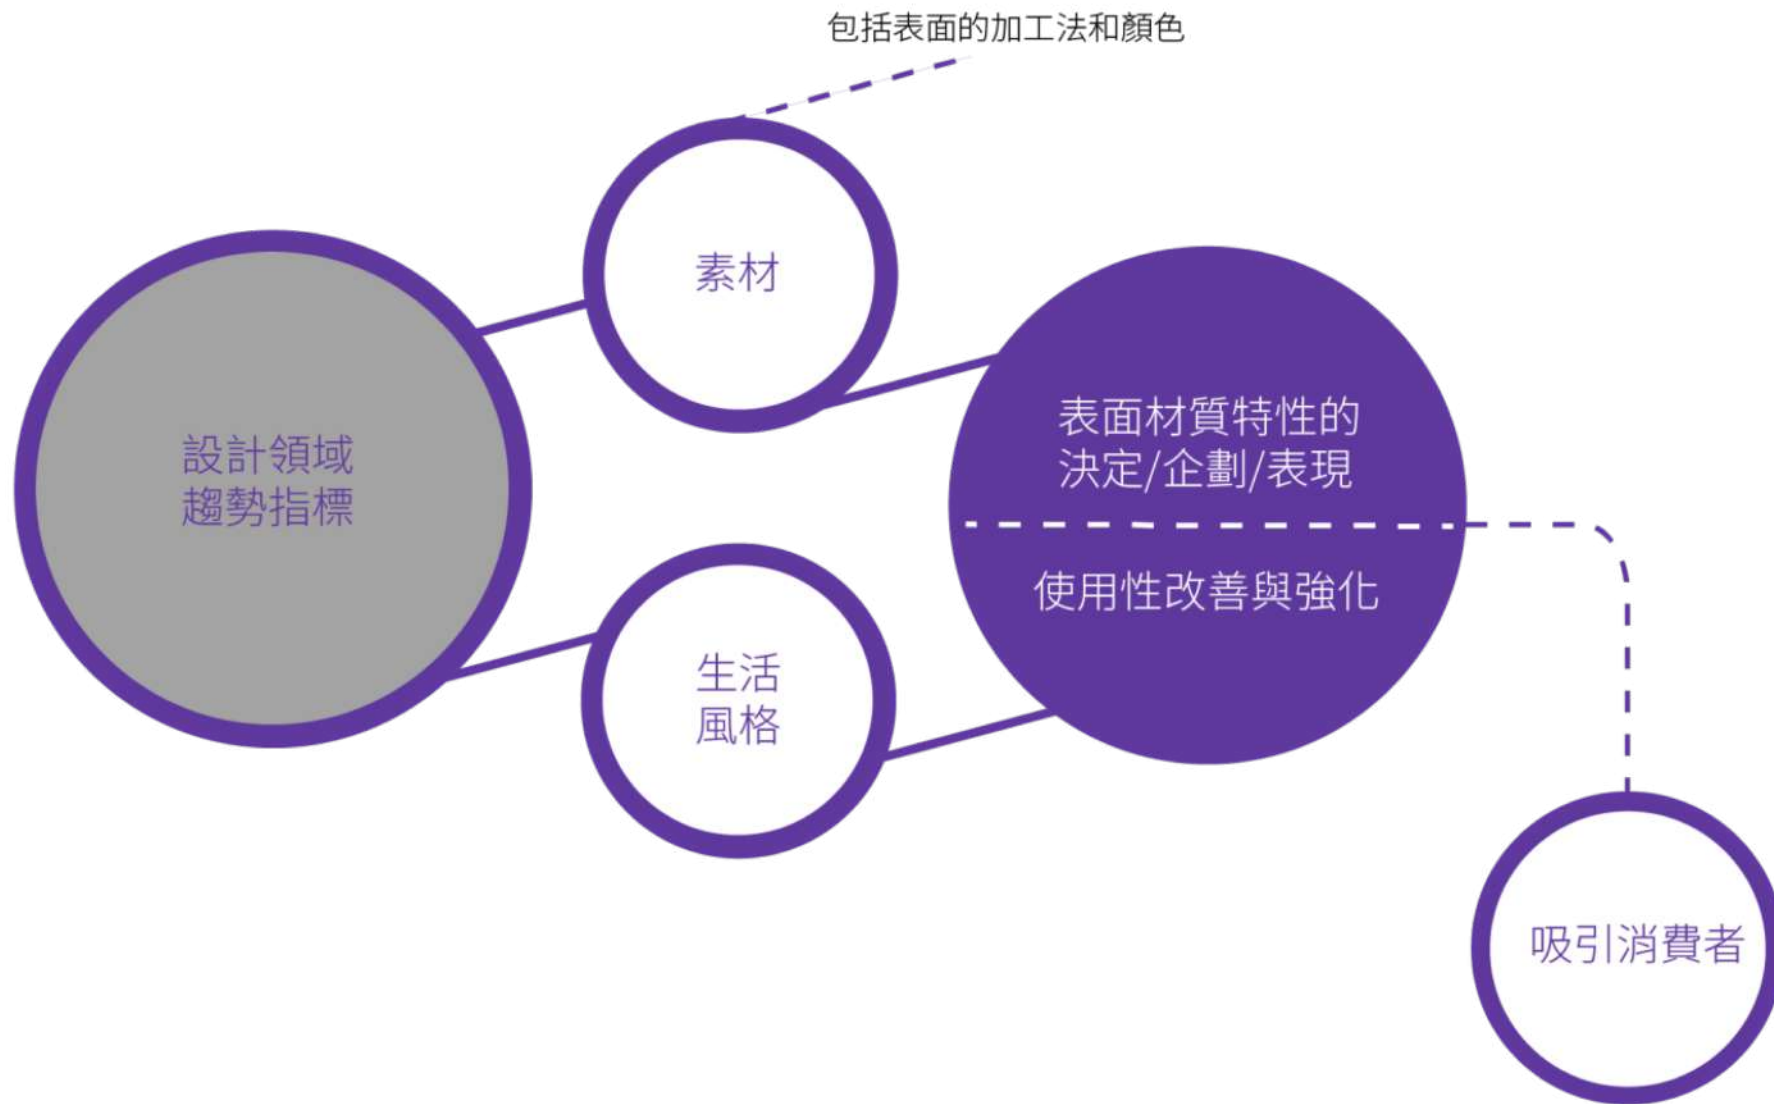 包括表面的加工法和顏色
素材
設計領域
趨勢指標
表面材質特性的
決定/企劃/表現
使用性改善與強化
生活
風格
吸引消費者